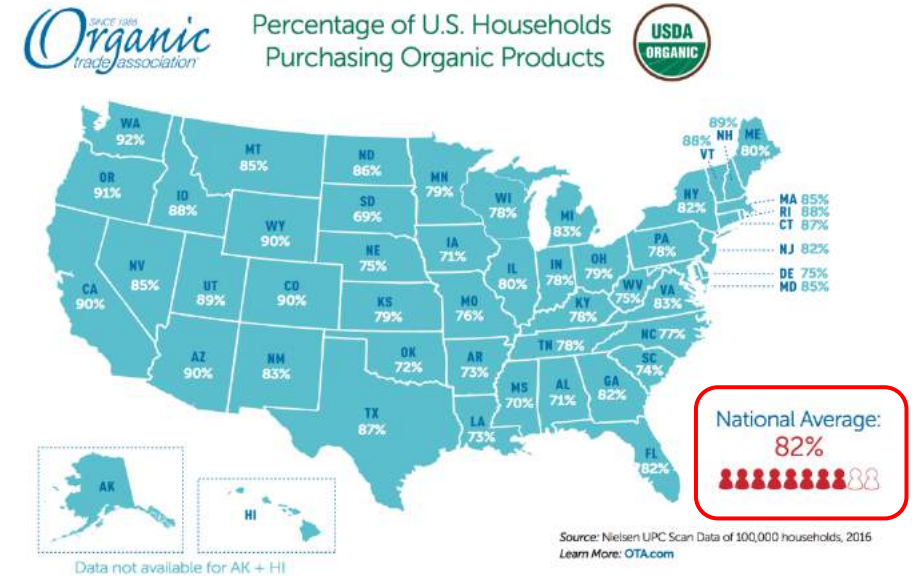 SINCE 1985
Organic
trade association
Percentage of U.S. Households
Purchasing Organic Products
USDA
ORGANIC
WA
92%
MT
85%
ND
86%
MN
79%
OR
91%
ID
88%
WY
90%
SD
69%
WI
78%
MI
83%
88%
VT
89%
NH
ME
80%
NY
82%
MA 85%
RI 88%
CT 87%
NJ 82%
DE 75%
MD 85%
PA
78%
NV
85%
UT
89%
CO
90%
NE
75%
IA
71%
IL
80%
IN
78%
OH
79%
WV
75%
VA
83%
CA
90%
KS
79%
MO
76%
KY
78%
NC 77%
TN 78%
SC
74%
AZ
90%
NM
83%
OK
72%
AR
73%
MS
70%
AL
71%
GA
82%
TX
87%
LA
73%
FL
82%
National Average:
82%
AK
HI
Data not available for AK + HI
Source: Nielsen UPC Scan Data of 100,000 households, 2016
Learn More: OTA.com